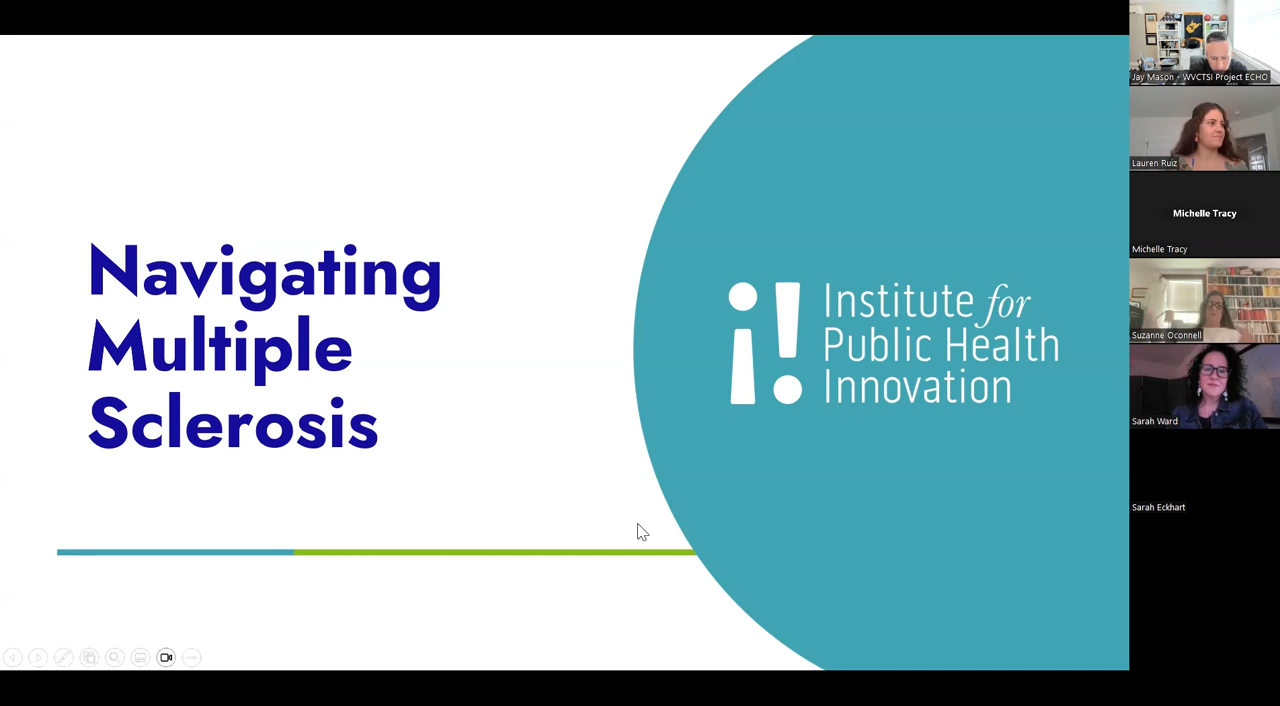 Navigating
Multiple
Sclerosis
Institute for
Public Health
Innovation
Jay Mason - WVCTSI Project ECHO
Lauren Ruiz
Michelle Tracy
Michelle Tracy
Suzanne Oconnell
Sarah Ward
Sarah Eckhart